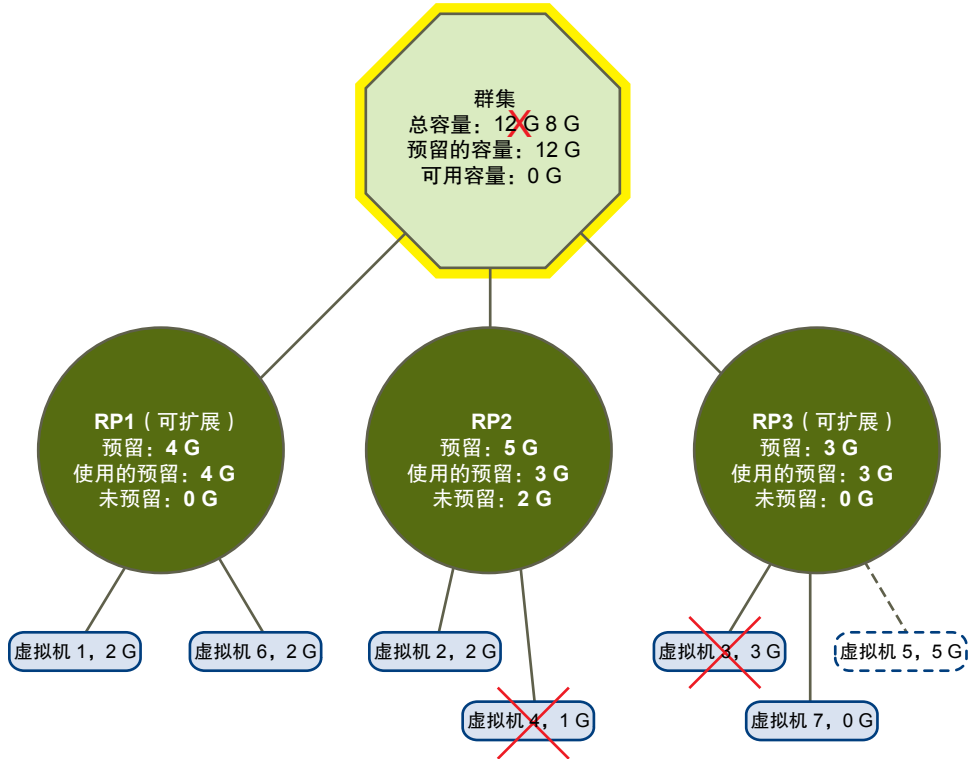 群集
总容量：12 G 8 G
预留的容量：12 G
可用容量：0 G
RP1（可扩展）
预留：4 G
使用的预留：4 G
未预留：0 G
RP2
预留：5 G
使用的预留：3 G
未预留：2 G
RP3（可扩展）
预留：3 G
使用的预留：3 G
未预留：0 G
虚拟机 1，2 G
虚拟机 6，2 G
虚拟机 2，2 G
虚拟机 3，3 G
虚拟机 5，5 G
虚拟机 4，1 G
虚拟机 7，0 G